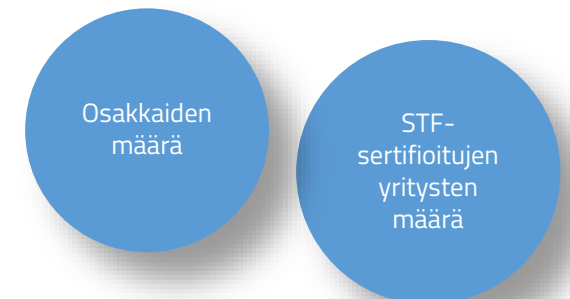 Osakkaiden
määrä
STF-
sertifioitujen
yritysten
määrä